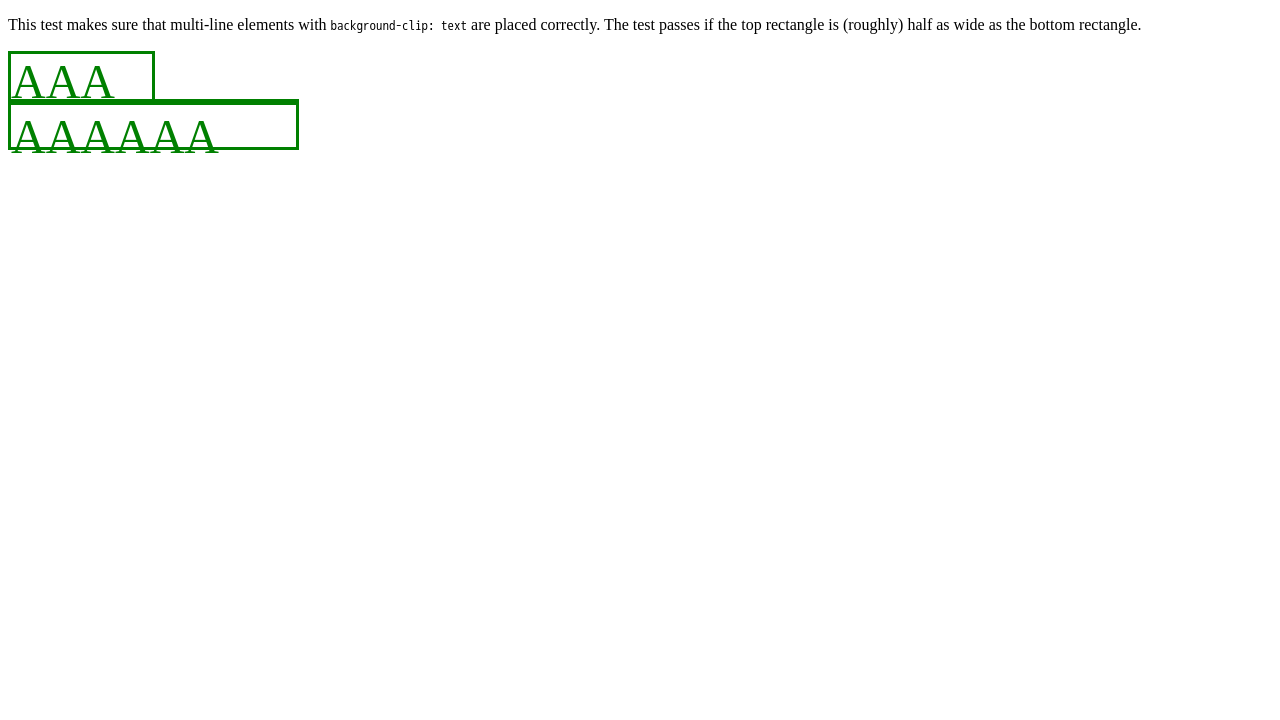 This test makes sure that multi-line elements with background-clip: text are placed correctly. The test passes if the top rectangle is (roughly) half as wide as the bottom rectangle.
AAA
AAAAAA